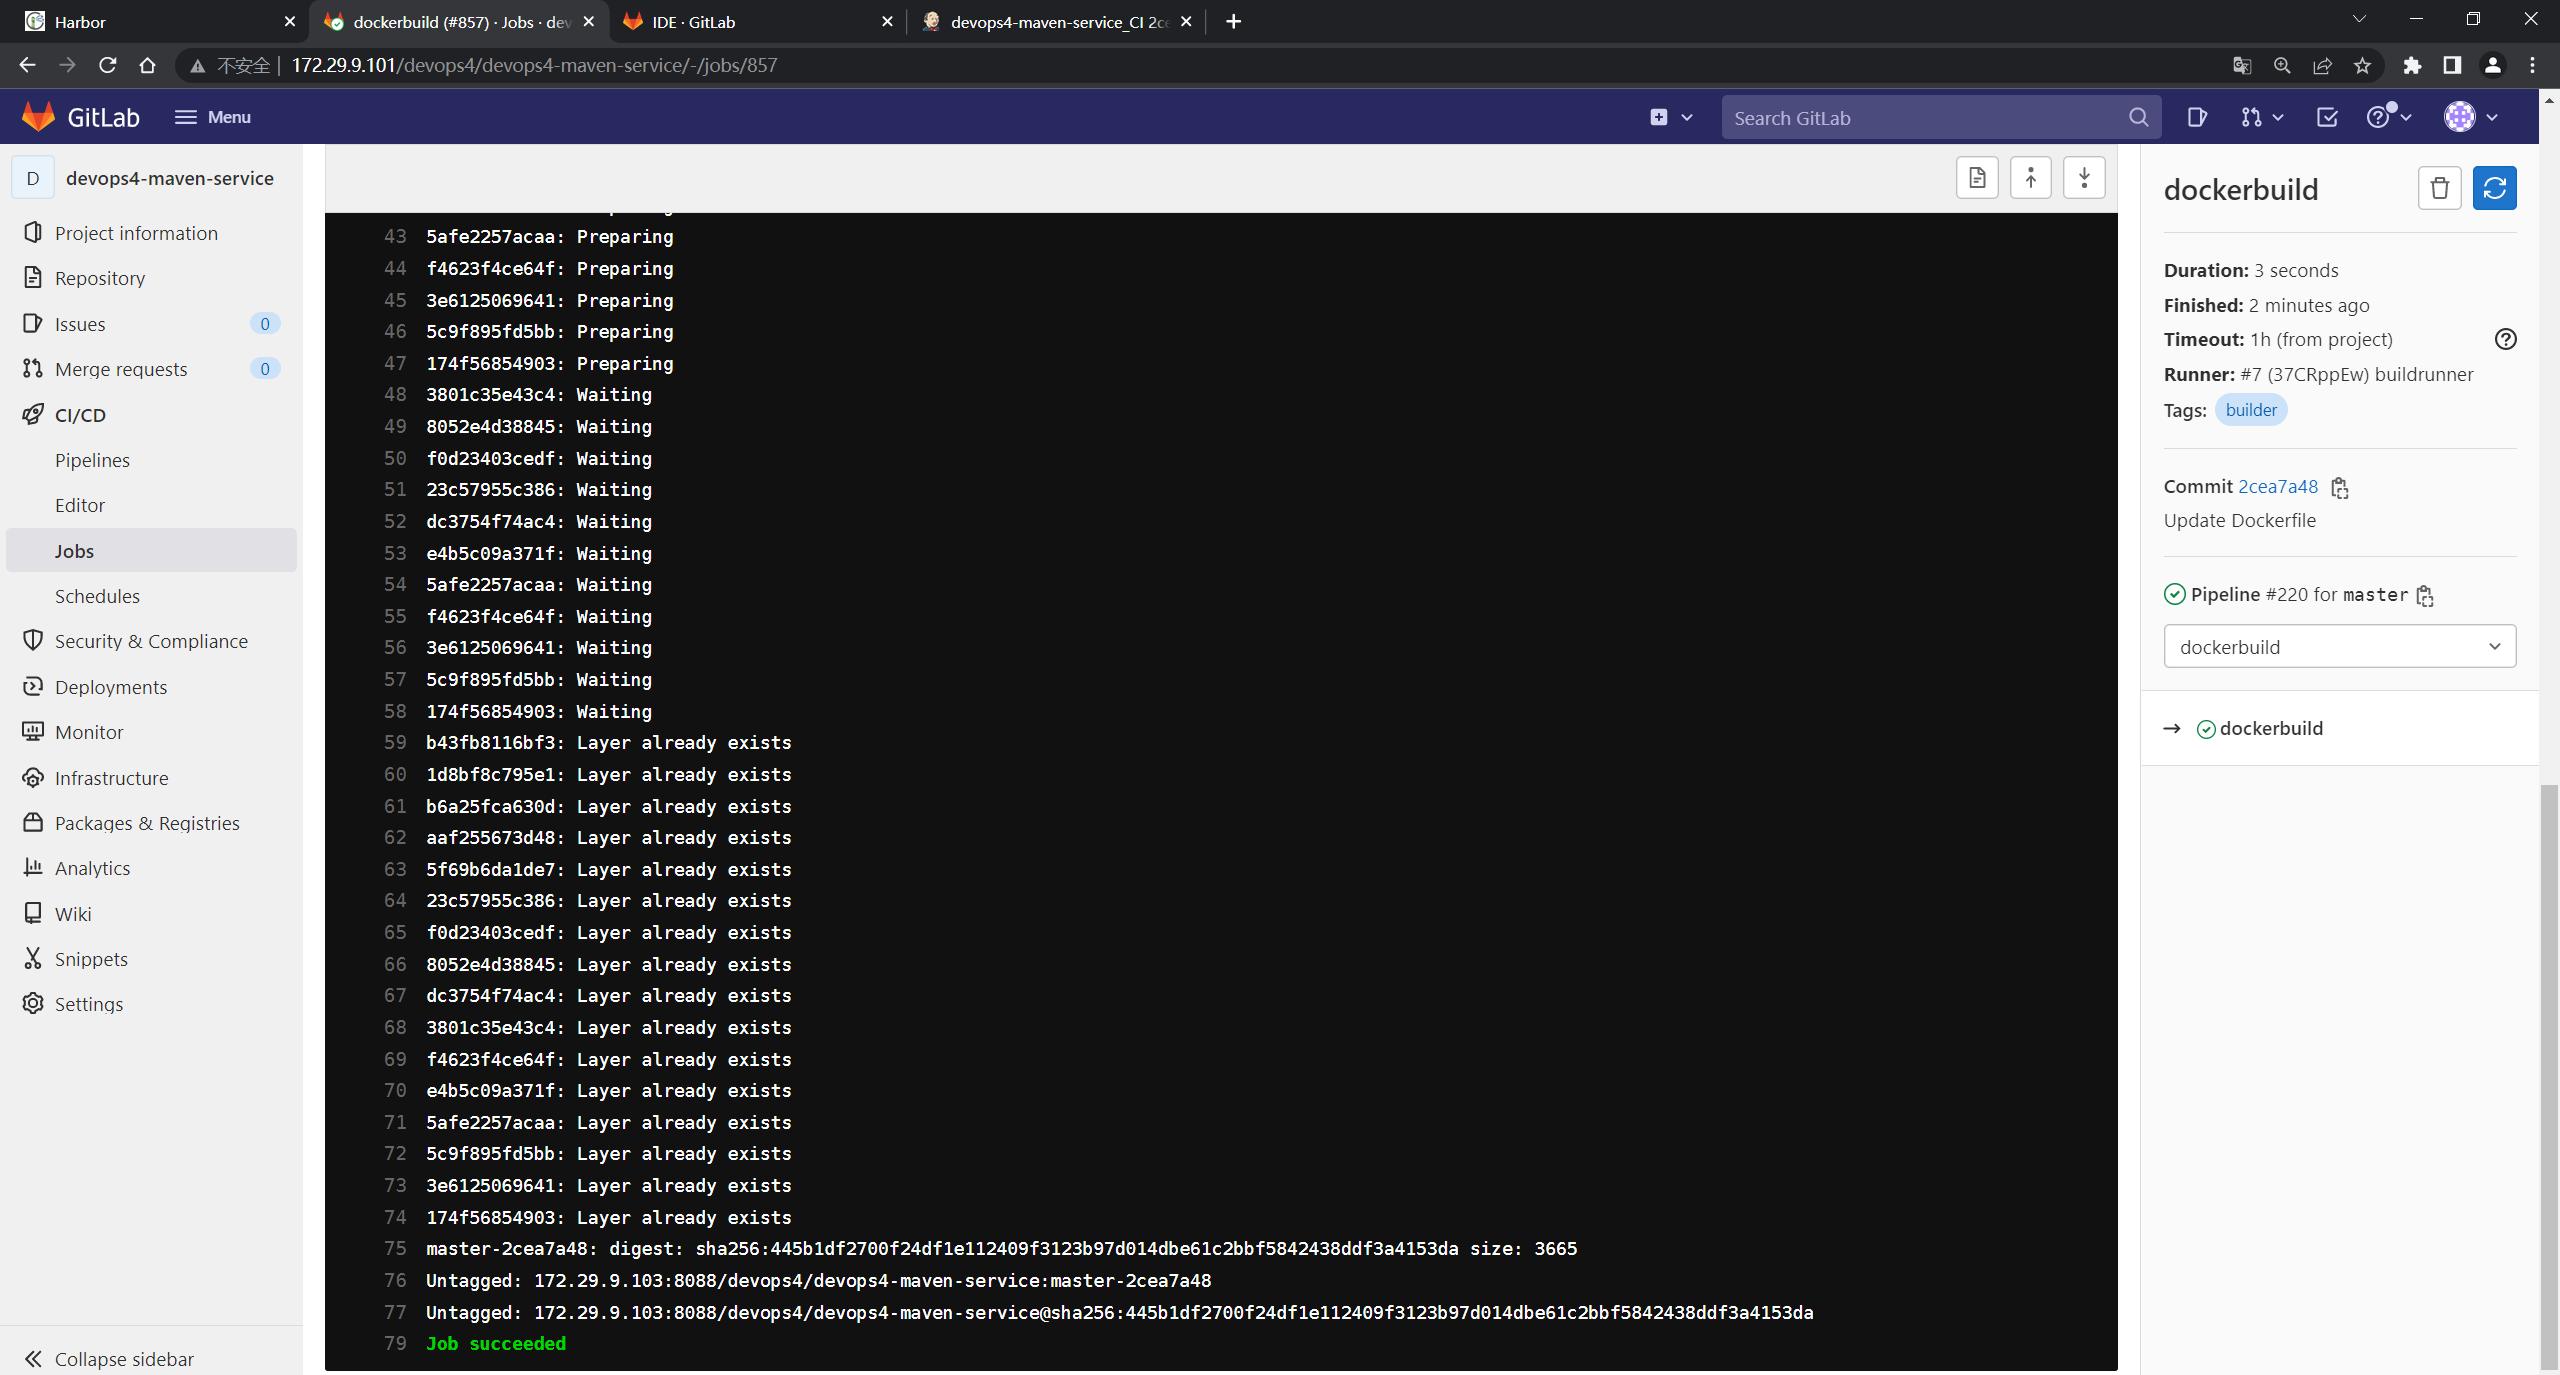 Harbor
dockerbuild (#857) · Jobs · dev
IDE · GitLab
devops4-maven-service_CI 2ce
不安全 172.29.9.101/devops4/devops4-maven-service/-/jobs/857
GitLab
Menu
Search GitLab
D
devops4-maven-service
Project information
Repository
Issues 0
Merge requests 0
CI/CD
Pipelines
Editor
Jobs
Schedules
Security & Compliance
Deployments
Monitor
Infrastructure
Packages & Registries
Analytics
Wiki
Snippets
Settings
Collapse sidebar
43 5afe2257acaa: Preparing
44 f4623f4ce64f: Preparing
45 3e6125069641: Preparing
46 5c9f895fd5bb: Preparing
47 174f56854903: Preparing
48 3801c35e43c4: Waiting
49 8052e4d38845: Waiting
50 f0d23403cedf: Waiting
51 23c57955c386: Waiting
52 dc3754f74ac4: Waiting
53 e4b5c09a371f: Waiting
54 5afe2257acaa: Waiting
55 f4623f4ce64f: Waiting
56 3e6125069641: Waiting
57 5c9f895fd5bb: Waiting
58 174f56854903: Waiting
59 b43fb8116bf3: Layer already exists
60 1d8bf8c795e1: Layer already exists
61 b6a25fca630d: Layer already exists
62 aaf255673d48: Layer already exists
63 5f69b6da1de7: Layer already exists
64 23c57955c386: Layer already exists
65 f0d23403cedf: Layer already exists
66 8052e4d38845: Layer already exists
67 dc3754f74ac4: Layer already exists
68 3801c35e43c4: Layer already exists
69 f4623f4ce64f: Layer already exists
70 e4b5c09a371f: Layer already exists
71 5afe2257acaa: Layer already exists
72 5c9f895fd5bb: Layer already exists
73 3e6125069641: Layer already exists
74 174f56854903: Layer already exists
75 master-2cea7a48: digest: sha256:445b1df2700f24df1e112409f3123b97d014dbe61c2bbf5842438ddf3a4153da size: 3665
76 Untagged: 172.29.9.103:8088/devops4/devops4-maven-service:master-2cea7a48
77 Untagged: 172.29.9.103:8088/devops4/devops4-maven-service@sha256:445b1df2700f24df1e112409f3123b97d014dbe61c2bbf5842438ddf3a4153da
79 Job succeeded
dockerbuild
Duration: 3 seconds
Finished: 2 minutes ago
Timeout: 1h (from project)
Runner: #7 (37CRppEw) buildrunner
Tags: builder
Commit 2cea7a48
Update Dockerfile
Pipeline #220 for master
dockerbuild
dockerbuild